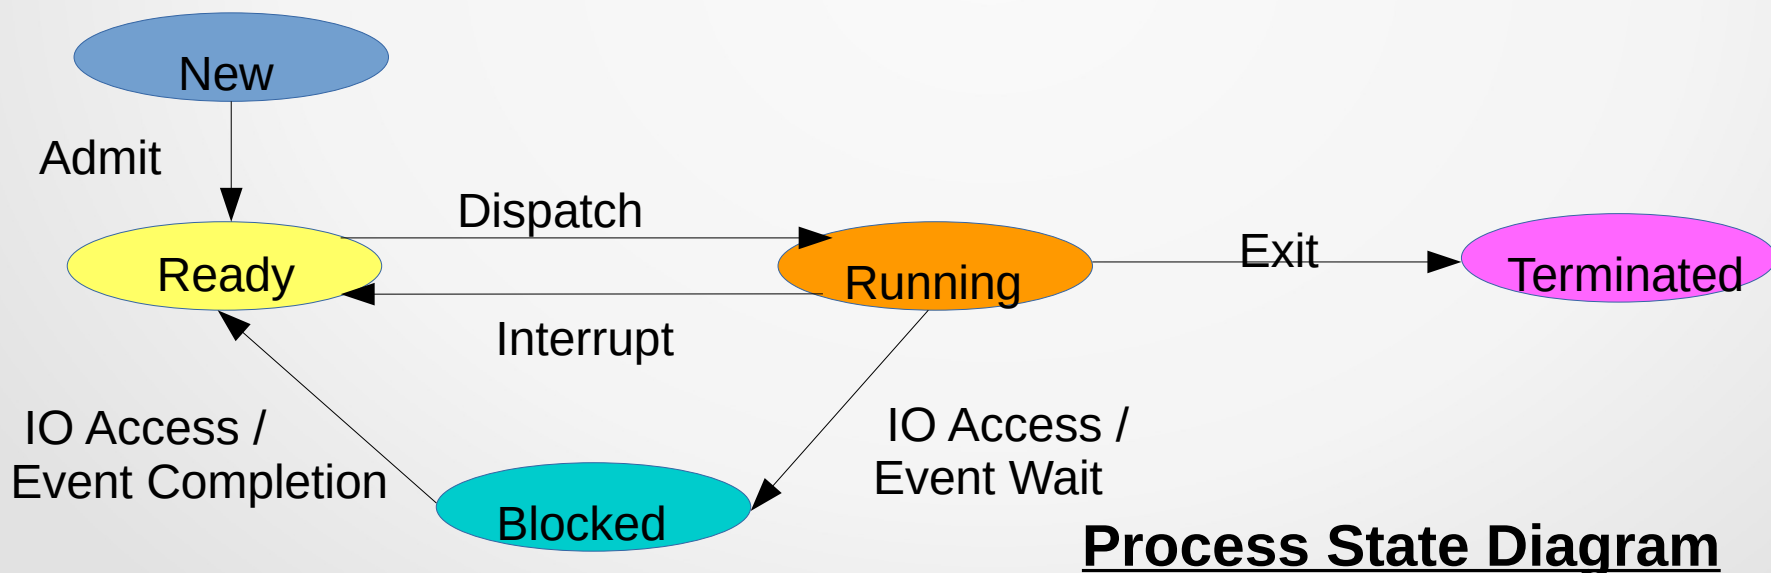 New
Admit
Dispatch
Ready
Running
Exit
Terminated
Interrupt
IO Access /
Event Completion
IO Access /
Event Wait
Blocked
Process State Diagram